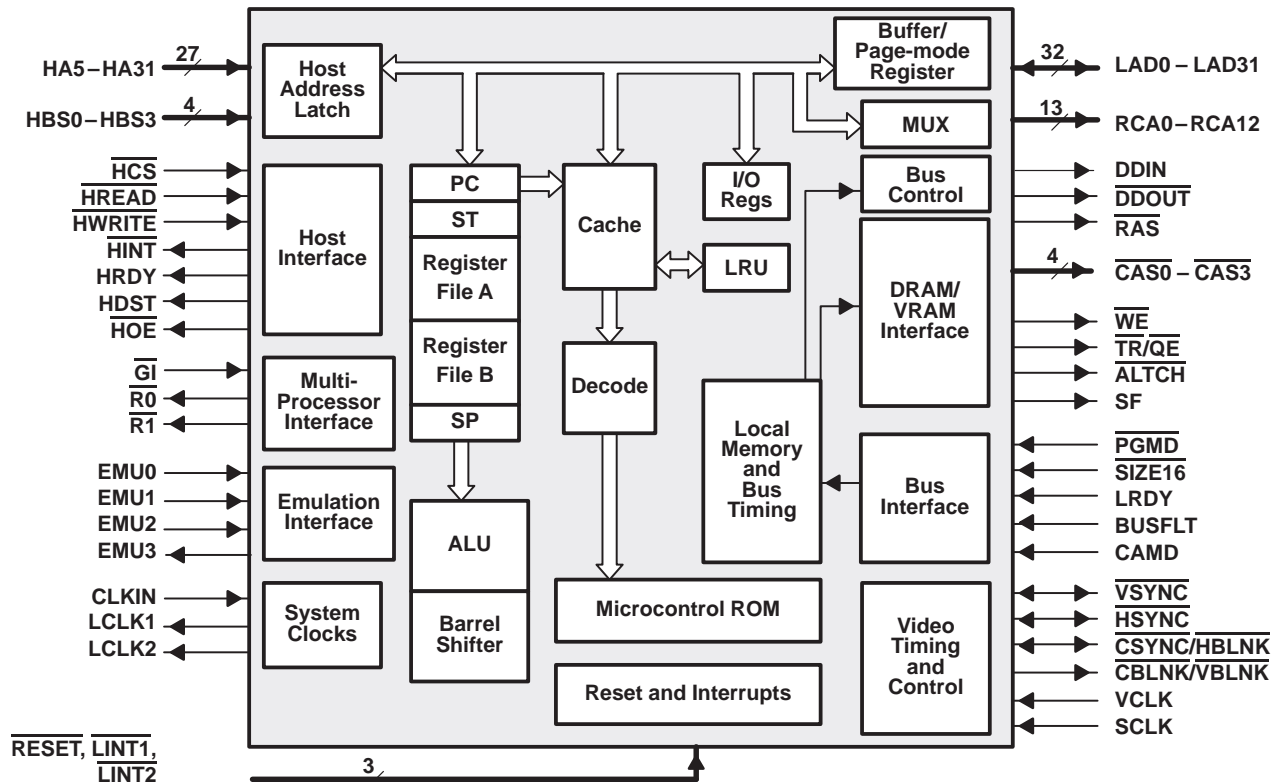 HA5–HA31
27
HBS0–HBS3
4
HCS
HREAD
HWRITE
HINT
HRDY
HDST
HOE
GI
R0
R1
EMU0
EMU1
EMU2
EMU3
CLKIN
LCLK1
LCLK2
RESET, LINT1,
LINT2
3
Host
Address
Latch
Host
Interface
Multi-
Processor
Interface
Emulation
Interface
System
Clocks
PC
ST
Register
File A
Register
File B
SP
ALU
Barrel
Shifter
Cache
Decode
Microcontrol ROM
Reset and Interrupts
I/O
Regs
LRU
Local
Memory
and
Bus
Timing
Buffer/
Page-mode
Register
MUX
Bus
Control
DRAM/
VRAM
Interface
Bus
Interface
Video
Timing
and
Control
32
LAD0 – LAD31
13
RCA0–RCA12
DDIN
DDOUT
RAS
4
CAS0 – CAS3
WE
TR/QE
ALTCH
SF
PGMD
SIZE16
LRDY
BUSFLT
CAMD
VSYNC
HSYNC
CSYNC/HBLNK
CBLNK/VBLNK
VCLK
SCLK